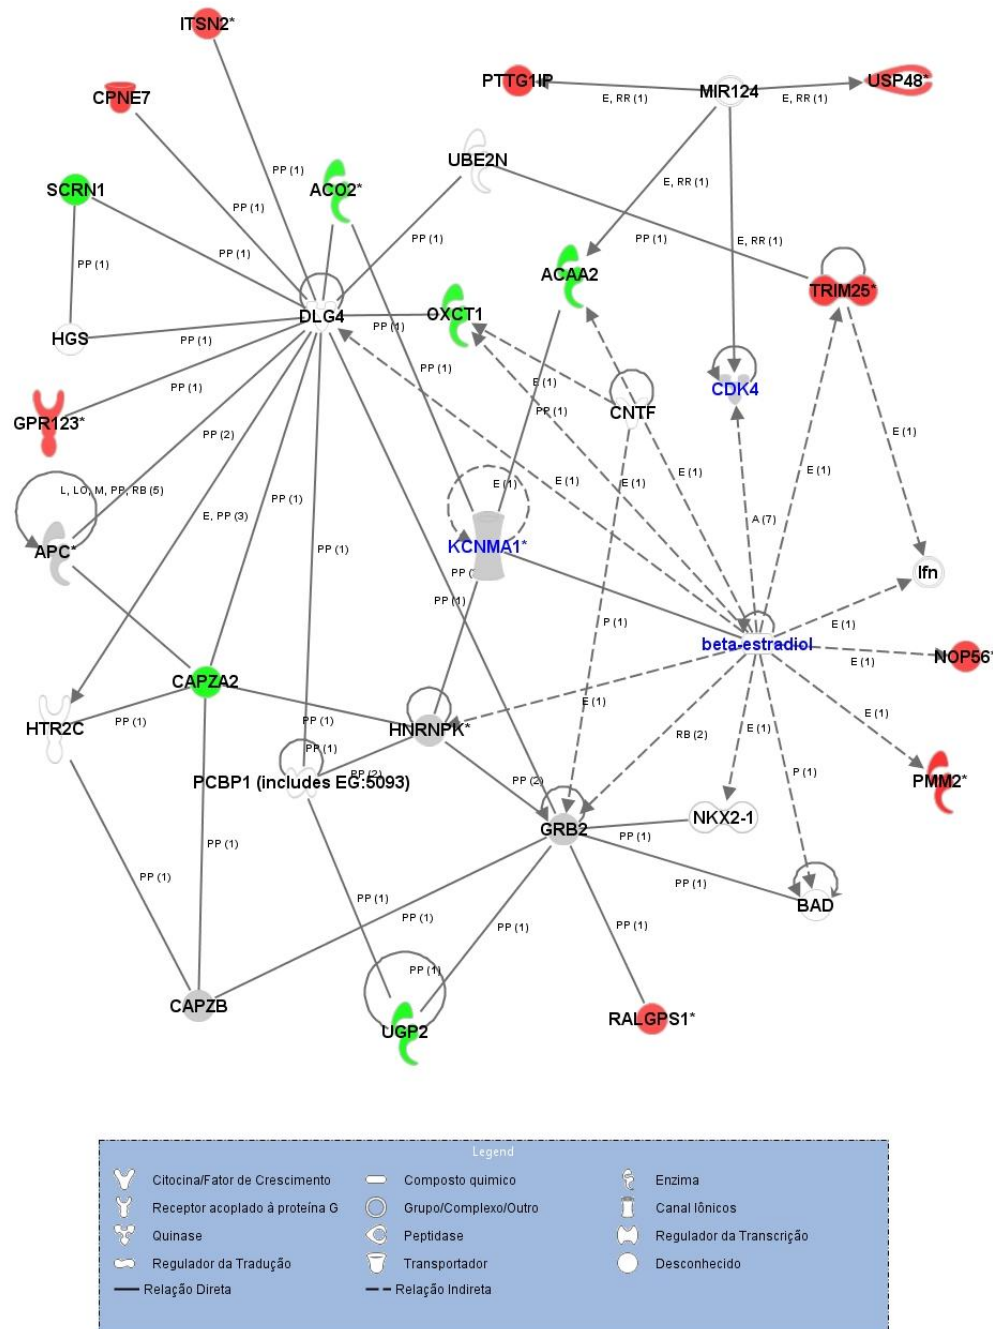 ITSN2*
PTTG1IP
USP48*
CPNE7
MIR124
E, RR (1)
E, RR (1)
UBE2N
PP (1)
SCRN1
ACO2*
E, RR (1)
PP (1)
PP (1)
PP (1)
E, RR (1)
PP (1)
PP (1)
ACAA2
TRIM25*
DLG4
OXCT1
PP (1)
HGS
PP (1)
PP (1)
E (1)
CDK4
PP (1)
PP (1)
CNTF
GPR123*
PP (2)
E (1)
L, LO, M, PP, RB (5)
PP (1)
E (1)
E (1)
E (1)
E (1)
E (1)
E, PP (3)
A (7)
PP (1)
APC*
KCNMA1*
Ifn
PP (1)
P (1)
E (1)
beta-estradiol
NOP56*
E (1)
CAPZA2
E (1)
E (1)
HTR2C
PP (1)
PP (1)
HNRNPK*
RB (2)
E (1)
PP (1)
PP (2)
PP (2)
P (1)
PCBP1 (includes EG:5093)
PMM2*
GRB2
NKX2-1
PP (1)
PP (1)
PP (1)
PP (1)
PP (1)
BAD
PP (1)
PP (1)
PP (1)
PP (1)
CAPZB
UGP2
RALGPS1*
Legend
Citocina/Fator de Crescimento
Composto quimico
Enzima
Receptor acoplado à proteína G
Grupo/Complexo/Outro
Canal Iônicos
Quinase
Peptidase
Regulador da Transcrição
Regulador da Tradução
Transportador
Desconhecido
Relação Direta
Relação Indireta